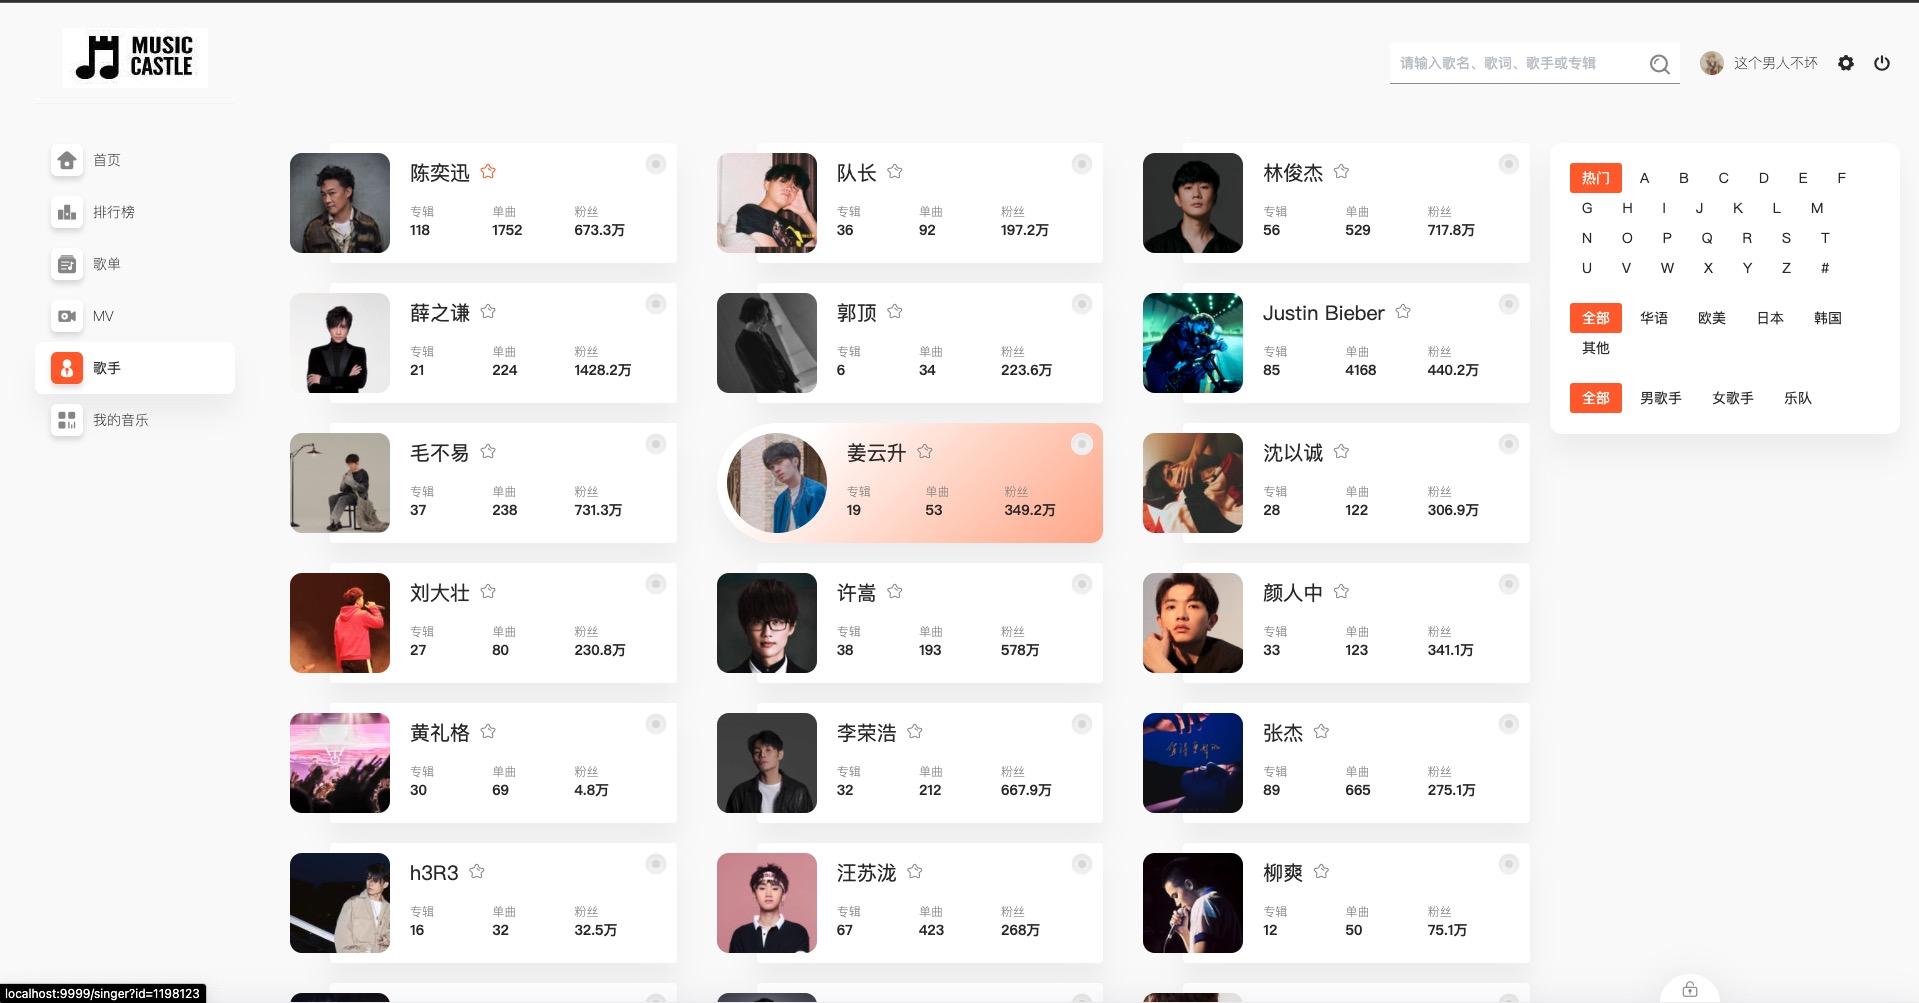 MUSIC
CASTLE
请输入歌名、歌词、歌手或专辑
这个男人不坏
首页
排行榜
歌单
MV
歌手
我的音乐
陈奕迅
专辑 单曲 粉丝
118 1752 673.3万
队长
专辑 单曲 粉丝
36 92 197.2万
林俊杰
专辑 单曲 粉丝
56 529 717.8万
薛之谦
专辑 单曲 粉丝
21 224 1428.2万
郭顶
专辑 单曲 粉丝
6 34 223.6万
Justin Bieber
专辑 单曲 粉丝
85 4168 440.2万
毛不易
专辑 单曲 粉丝
37 238 731.3万
姜云升
专辑 单曲 粉丝
19 53 349.2万
沈以诚
专辑 单曲 粉丝
28 122 306.9万
刘大壮
专辑 单曲 粉丝
27 80 230.8万
许嵩
专辑 单曲 粉丝
38 193 578万
颜人中
专辑 单曲 粉丝
33 123 341.1万
黄礼格
专辑 单曲 粉丝
30 69 4.8万
李荣浩
专辑 单曲 粉丝
32 212 667.9万
张杰
专辑 单曲 粉丝
89 665 275.1万
h3R3
专辑 单曲 粉丝
16 32 32.5万
汪苏泷
专辑 单曲 粉丝
67 423 268万
柳爽
专辑 单曲 粉丝
12 50 75.1万
热门 A B C D E F
G H I J K L M
N O P Q R S T
U V W X Y Z #
全部 华语 欧美 日本 韩国
其他
全部 男歌手 女歌手 乐队
localhost:9999/singer?id=1198123